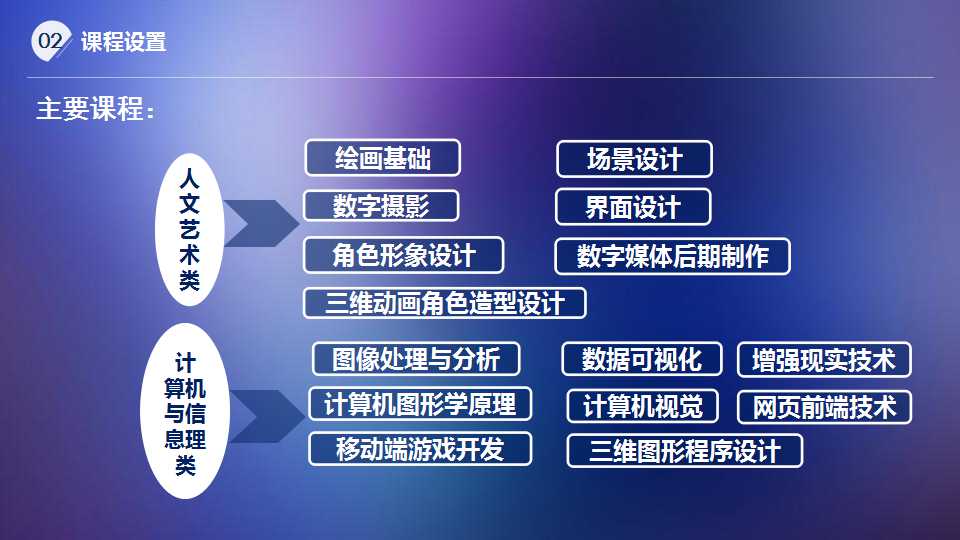 02 课程设置
主要课程：
人
文
艺
术
类
绘画基础
场景设计
数字摄影
界面设计
角色形象设计
数字媒体后期制作
三维动画角色造型设计
计
算机
与信
息理
类
图像处理与分析
数据可视化
增强现实技术
计算机图形学原理
计算机视觉
网页前端技术
移动端游戏开发
三维图形程序设计